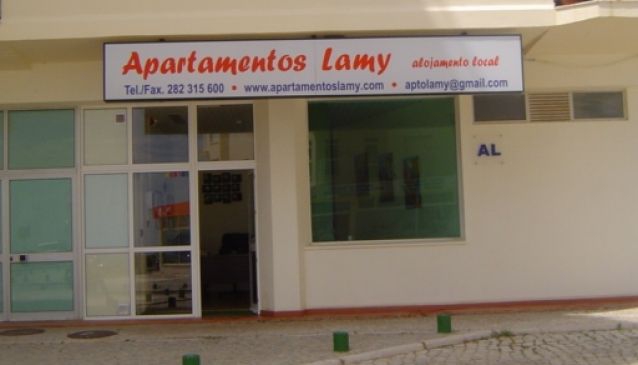 Apartamentos Lamy alojamento local
Tel./Fax. 282 315 600 • www.apartamentoslamy.com • aptolamy@gmail.com
AL